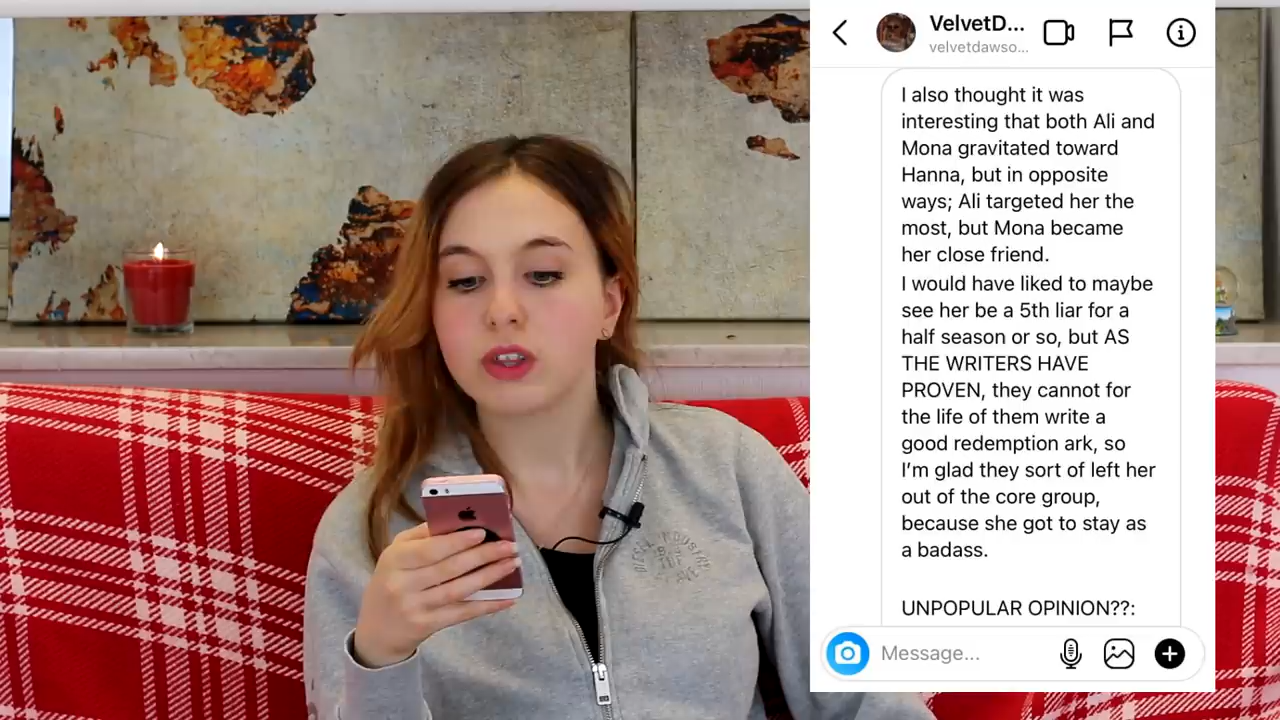 VelvetD...
velvetdawso...
I also thought it was
interesting that both Ali and
Mona gravitated toward
Hanna, but in opposite
ways; Ali targeted her the
most, but Mona became
her close friend.
I would have liked to maybe
see her be a 5th liar for a
half season or so, but AS
THE WRITERS HAVE
PROVEN, they cannot for
the life of them write a
good redemption ark, so
I'm glad they sort of left her
out of the core group,
because she got to stay as
a badass.
UNPOPULAR OPINION??:
Message...
DIESEL INDUSTRY